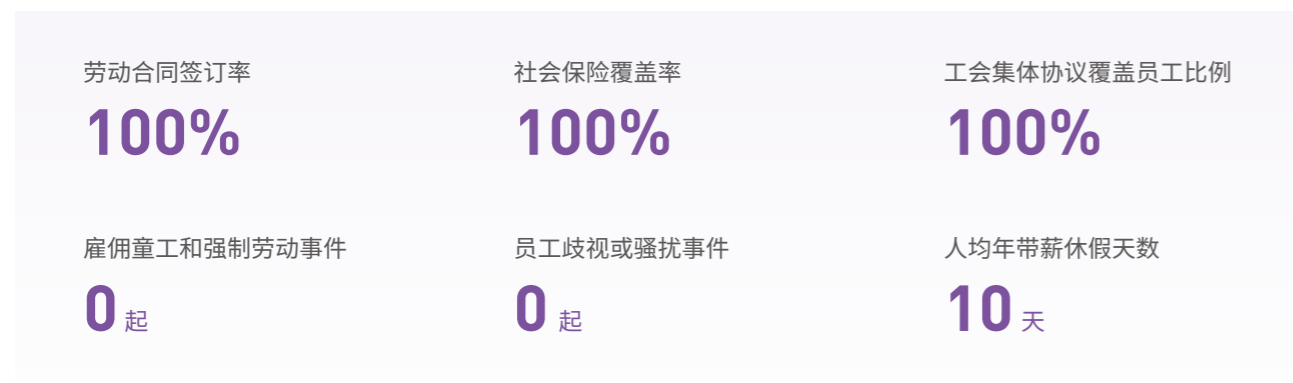 劳动合同签订率
100%
社会保险覆盖率
100%
工会集体协议覆盖员工比例
100%
雇佣童工和强制劳动事件
0 起
员工歧视或骚扰事件
0 起
人均年带薪休假天数
10 天